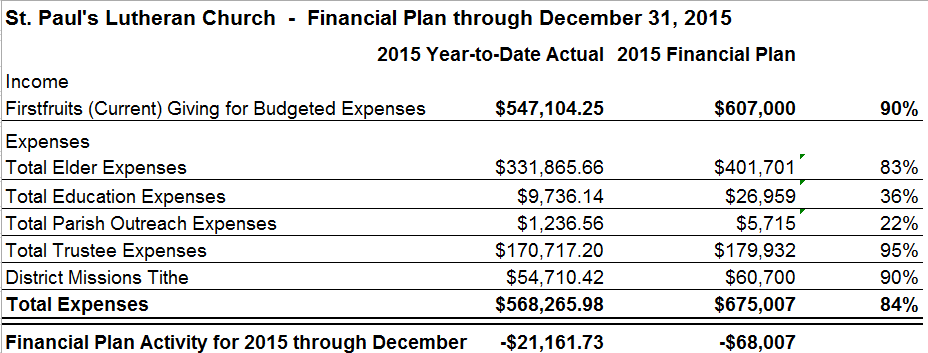 St. Paul's Lutheran Church - Financial Plan through December 31, 2015
2015 Year-to-Date Actual 2015 Financial Plan
Income
Firstfruits (Current) Giving for Budgeted Expenses $547,104.25 $607,000 90%
Expenses
Total Elder Expenses $331,865.66 $401,701 83%
Total Education Expenses $9,736.14 $26,959 36%
Total Parish Outreach Expenses $1,236.56 $5,715 22%
Total Trustee Expenses $170,717.20 $179,932 95%
District Missions Tithe $54,710.42 $60,700 90%
Total Expenses $568,265.98 $675,007 84%
Financial Plan Activity for 2015 through December -$21,161.73 -$68,007